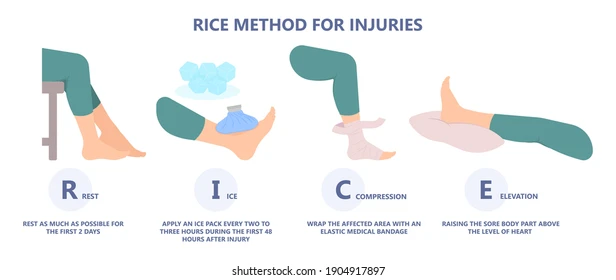 RICE METHOD FOR INJURIES
R REST
REST AS MUCH AS POSSIBLE FOR
THE FIRST 2 DAYS
I ICE
APPLY AN ICE PACK EVERY TWO TO
THREE HOURS DURING THE FIRST 48
HOURS AFTER INJURY
C COMPRESSION
WRAP THE AFFECTED AREA WITH AN
ELASTIC MEDICAL BANDAGE
E ELEVATION
RAISING THE SORE BODY PART ABOVE
THE LEVEL OF HEART
shutterstock.com · 1904917897